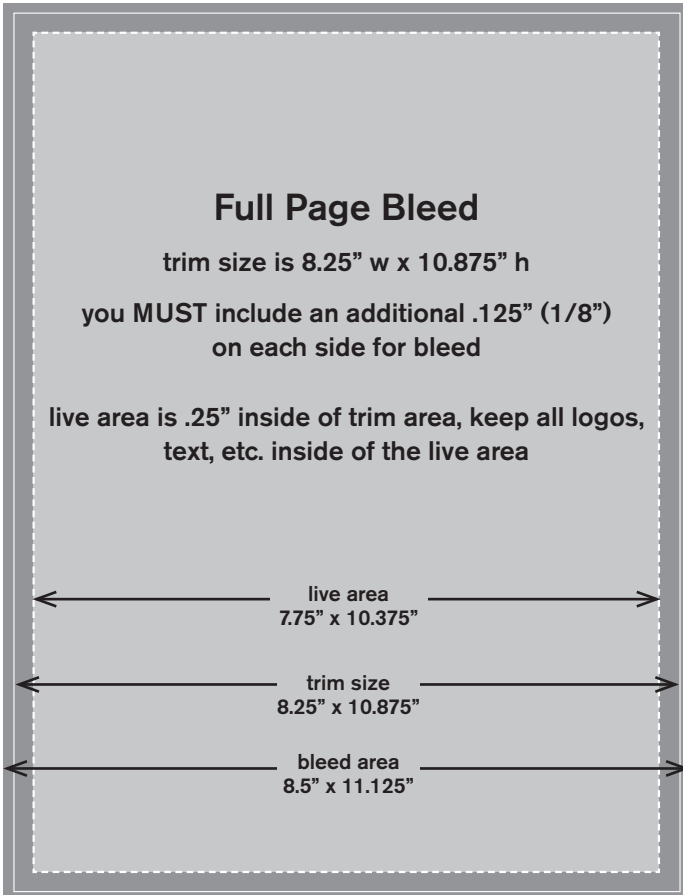 Full Page Bleed
trim size is 8.25” w x 10.875” h
you MUST include an additional .125” (1/8”)
on each side for bleed
live area is .25” inside of trim area, keep all logos,
text, etc. inside of the live area
live area
7.75” x 10.375”
trim size
8.25” x 10.875”
bleed area
8.5” x 11.125”